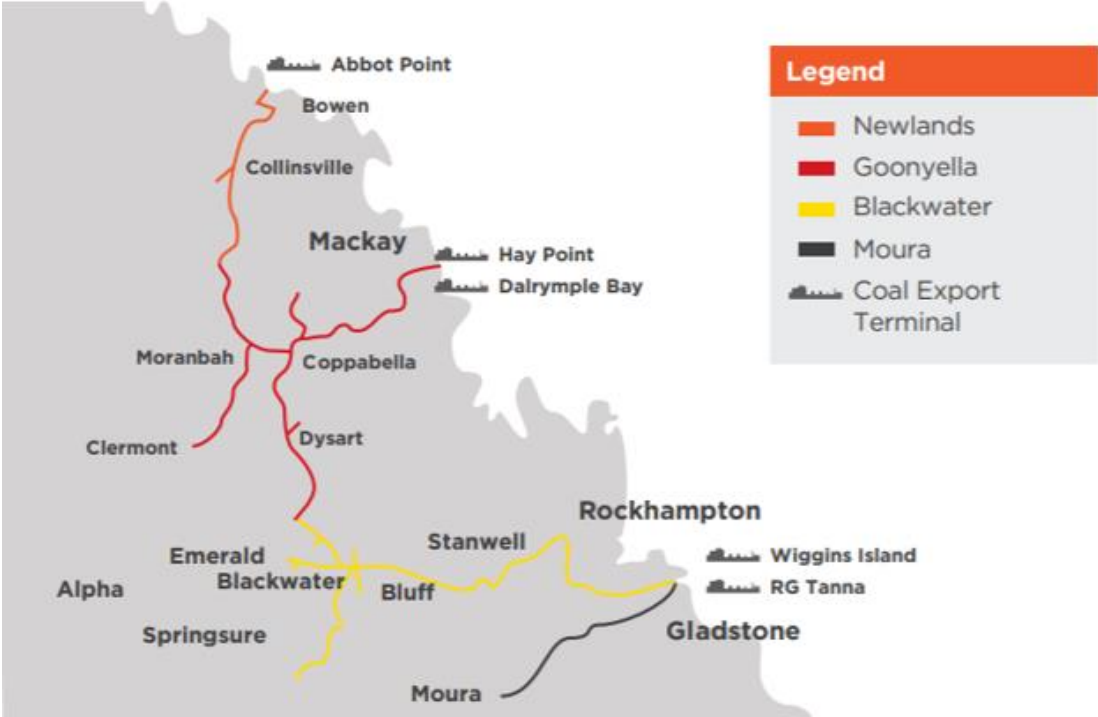 Abbot Point
Bowen
Collinsville
Mackay
Hay Point
Dalrymple Bay
Moranbah
Coppabella
Clermont
Dysart
Rockhampton
Stanwell
Emerald
Wiggins Island
Blackwater
RG Tanna
Alpha
Bluff
Springsure
Gladstone
Moura
Legend
Newlands
Goonyella
Blackwater
Moura
Coal Export
Terminal